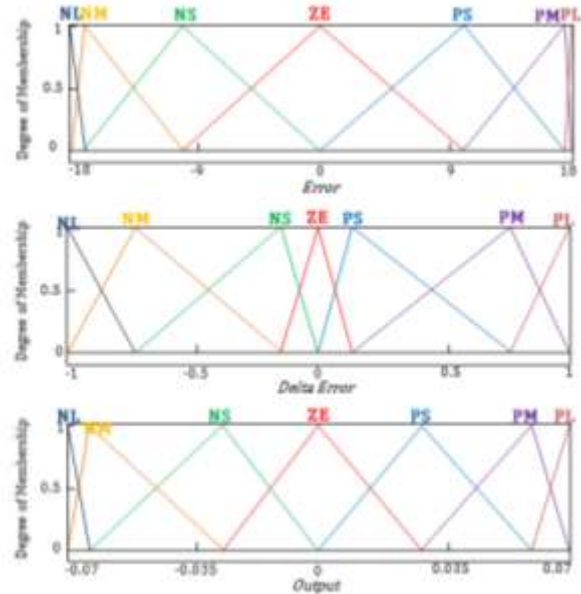 NL NM NS ZE PS PM PL
Degree of Membership
1
0.5
0
-18 -9 0 9 18
Error
NL NM NS ZE PS PM PL
Degree of Membership
1
0.5
0
-1 -0.5 0 0.5 1
Delta Error
NL NM NS ZE PS PM PL
Degree of Membership
1
0.5
0
-0.07 -0.035 0 0.035 0.07
Output